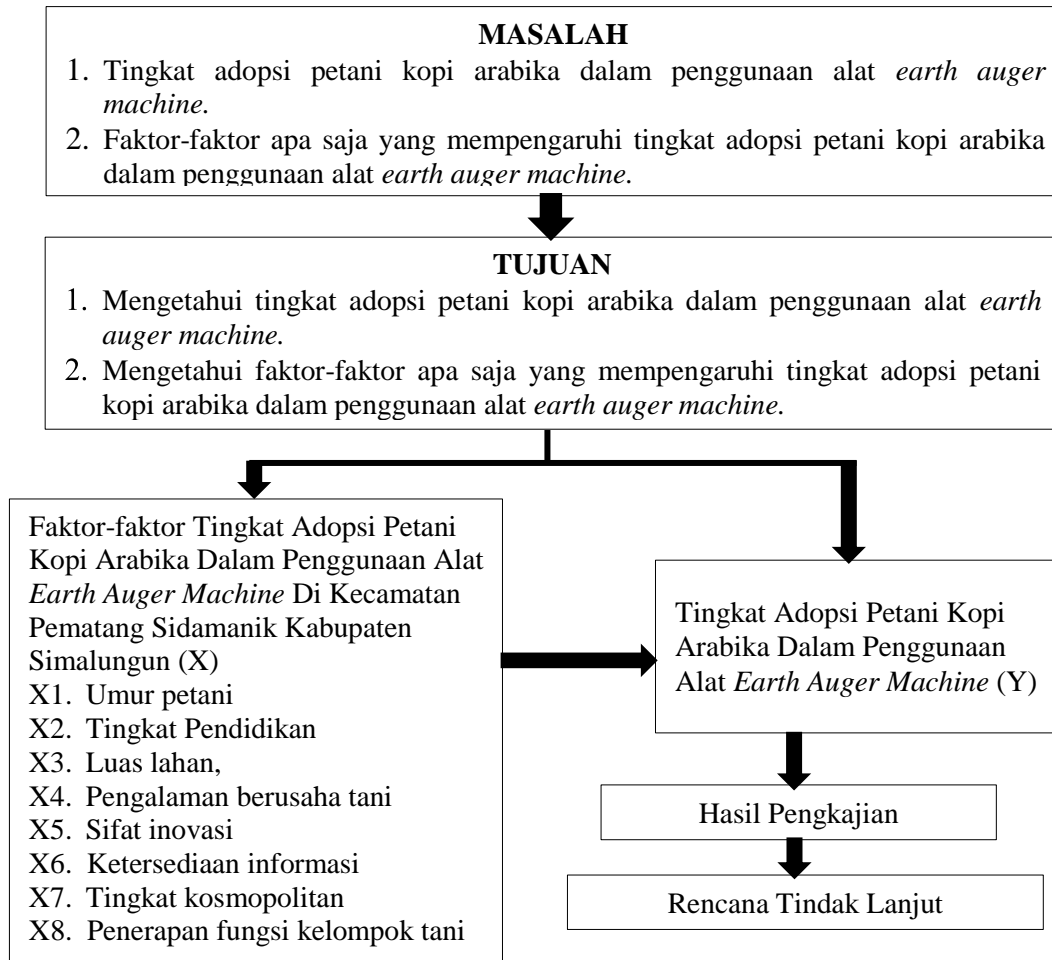 MASALAH
1. Tingkat adopsi petani kopi arabika dalam penggunaan alat earth auger
machine.
2. Faktor-faktor apa saja yang mempengaruhi tingkat adopsi petani kopi arabika
dalam penggunaan alat earth auger machine.
TUJUAN
1. Mengetahui tingkat adopsi petani kopi arabika dalam penggunaan alat earth
auger machine.
2. Mengetahui faktor-faktor apa saja yang mempengaruhi tingkat adopsi petani
kopi arabika dalam penggunaan alat earth auger machine.
Faktor-faktor Tingkat Adopsi Petani
Kopi Arabika Dalam Penggunaan Alat
Earth Auger Machine Di Kecamatan
Pematang Sidamanik Kabupaten
Simalungun (X)
X1. Umur petani
X2. Tingkat Pendidikan
X3. Luas lahan,
X4. Pengalaman berusaha tani
X5. Sifat inovasi
X6. Ketersediaan informasi
X7. Tingkat kosmopolitan
X8. Penerapan fungsi kelompok tani
Tingkat Adopsi Petani Kopi
Arabika Dalam Penggunaan
Alat Earth Auger Machine (Y)
Hasil Pengkajian
Rencana Tindak Lanjut